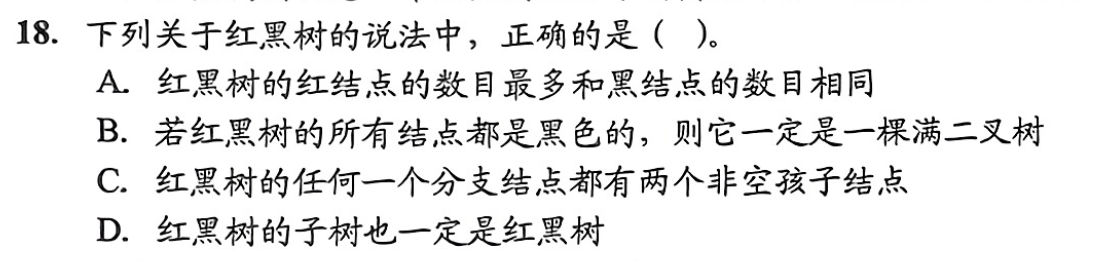 18. 下列关于红黑树的说法中，正确的是（ ）。
A. 红黑树的红结点的数目最多和黑结点的数目相同
B. 若红黑树的所有结点都是黑色的，则它一定是一棵满二叉树
C. 红黑树的任何一个分支结点都有两个非空孩子结点
D. 红黑树的子树也一定是红黑树